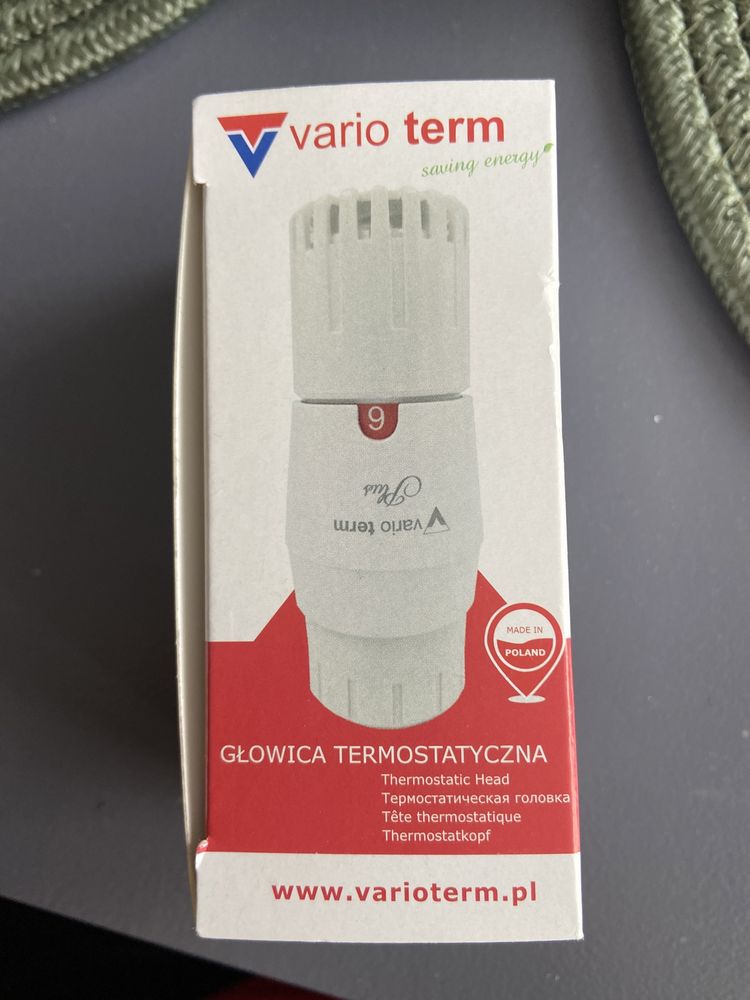 vario term
saving energy
6
Plus
vario term
MADE IN
POLAND
GŁOWICA TERMOSTATYCZNA
Thermostatic Head
Термостатическая головка
Tête thermostatique
Thermostatkopf
www.varioterm.pl